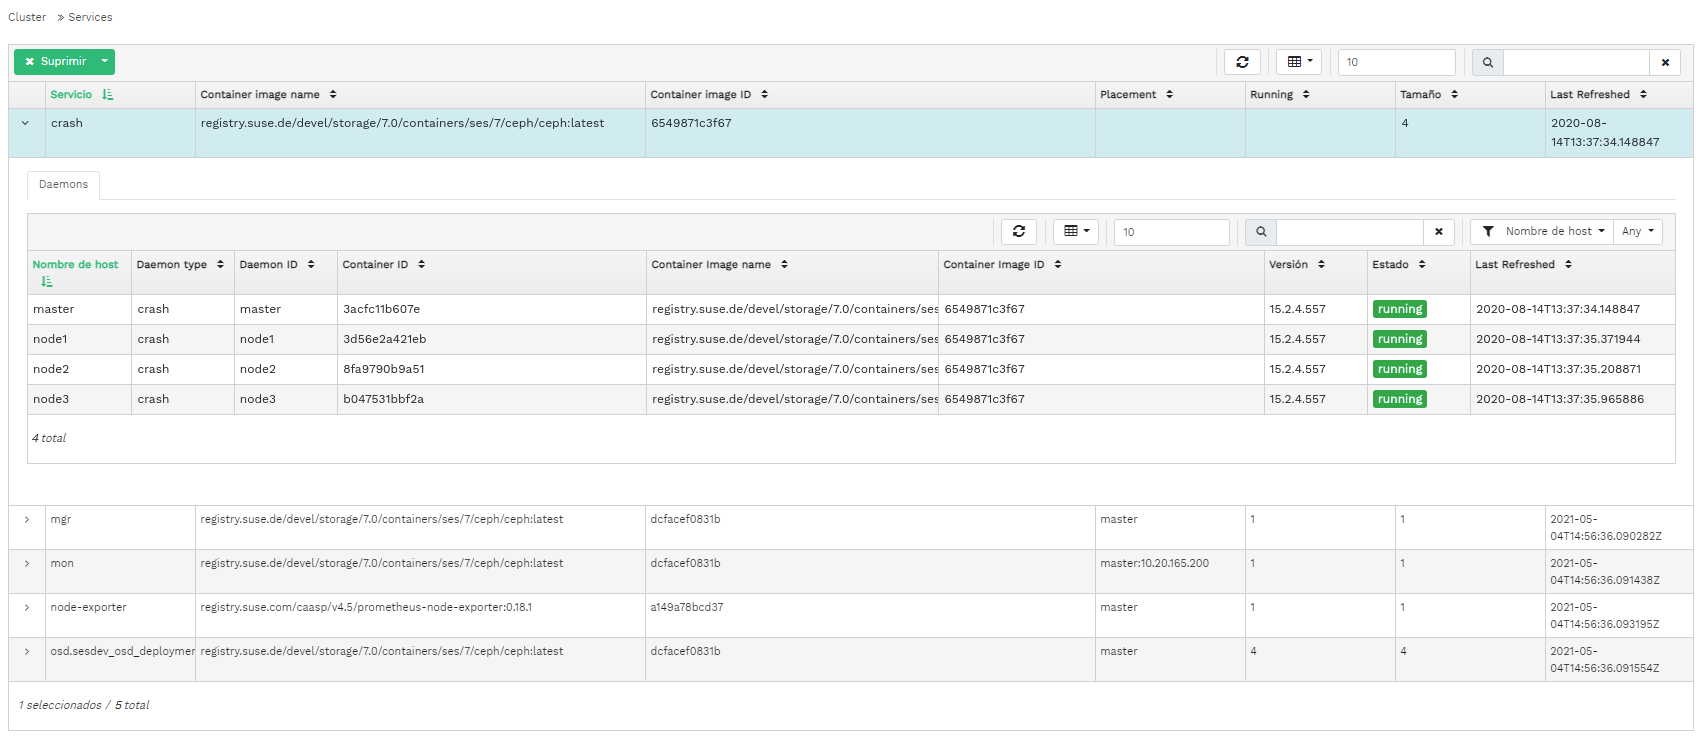 Cluster » Services
Suprimir
10
Servicio Container image name Container image ID Placement Running Tamaño Last Refreshed
crash registry.suse.de/devel/storage/7.0/containers/ses/7/ceph/ceph:latest 6549871c3f67 4 2020-08-
14T13:37:34.148847
Daemons
10 Nombre de host Any
Nombre de host Daemon type Daemon ID Container ID Container Image name Container Image ID Versión Estado Last Refreshed
master crash master 3acfc11b607e registry.suse.de/devel/storage/7.0/containers/ses 6549871c3f67 15.2.4.557 running 2020-08-14T13:37:34.148847
node1 crash node1 3d56e2a421eb registry.suse.de/devel/storage/7.0/containers/ses 6549871c3f67 15.2.4.557 running 2020-08-14T13:37:35.371944
node2 crash node2 8fa9790b9a51 registry.suse.de/devel/storage/7.0/containers/ses 6549871c3f67 15.2.4.557 running 2020-08-14T13:37:35.208871
node3 crash node3 b047531bbf2a registry.suse.de/devel/storage/7.0/containers/ses 6549871c3f67 15.2.4.557 running 2020-08-14T13:37:35.965886
4 total
mgr registry.suse.de/devel/storage/7.0/containers/ses/7/ceph/ceph:latest dcfacef0831b master 1 1 2021-05-
04T14:56:36.090282Z
mon registry.suse.de/devel/storage/7.0/containers/ses/7/ceph/ceph:latest dcfacef0831b master:10.20.165.200 1 1 2021-05-
04T14:56:36.091438Z
node-exporter registry.suse.com/caasp/v4.5/prometheus-node-exporter:0.18.1 a149a78bcd37 master 1 1 2021-05-
04T14:56:36.093195Z
osd.sesdev_osd_deploymen registry.suse.de/devel/storage/7.0/containers/ses/7/ceph/ceph:latest dcfacef0831b master 4 4 2021-05-
04T14:56:36.091554Z
1 seleccionados / 5 total